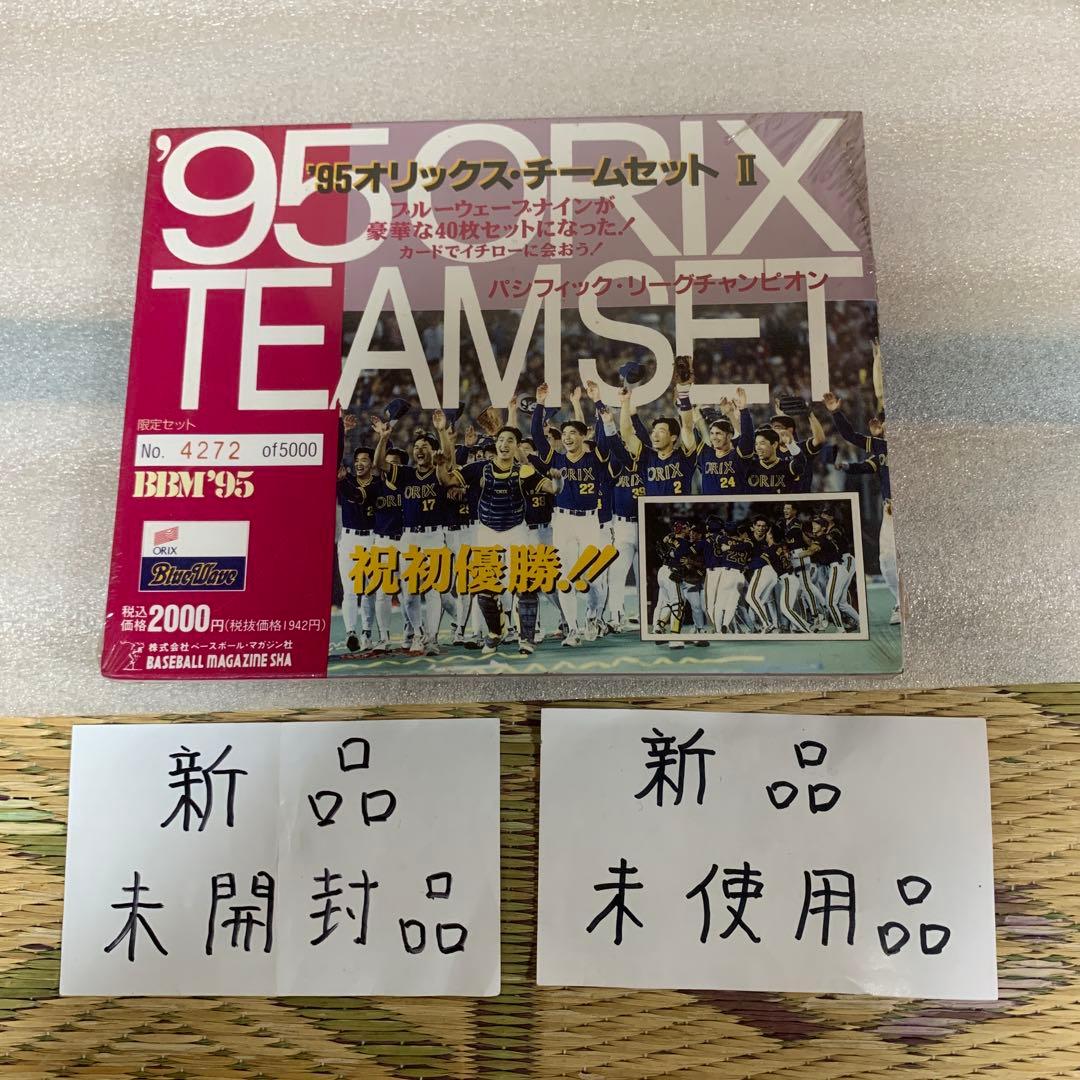 '95 ORIX
'95オリックス・チームセット II
ブルーウェーブナインが
豪華な40枚セットになった!
カードでイチローに会おう!
パシフィック・リーグチャンピオン
TEAMSET
限定セット
No. 4272 of5000
BBM'95
ORIX
BlueWave
税込
価格2000円(税抜価格1942円)
株式会社ベースボール・マガジン社
BASEBALL MAGAZINE SHA
祝初優勝!!
ORIX
17
38
ORIX
22
39
ORIX
2
ORIX
24
ORIX
新品
未開封品
新品
未使用品